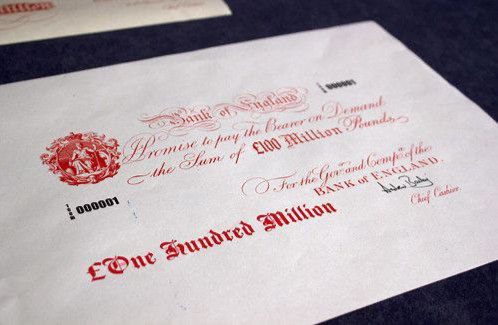 Million
000001
Bank of England
I Promise to pay the Bearer on Demand
the Sum of £100 Million Pounds
For the Govr and Compa of the
BANK of ENGLAND.
000001
Chief Cashier.
£One Hundred Million